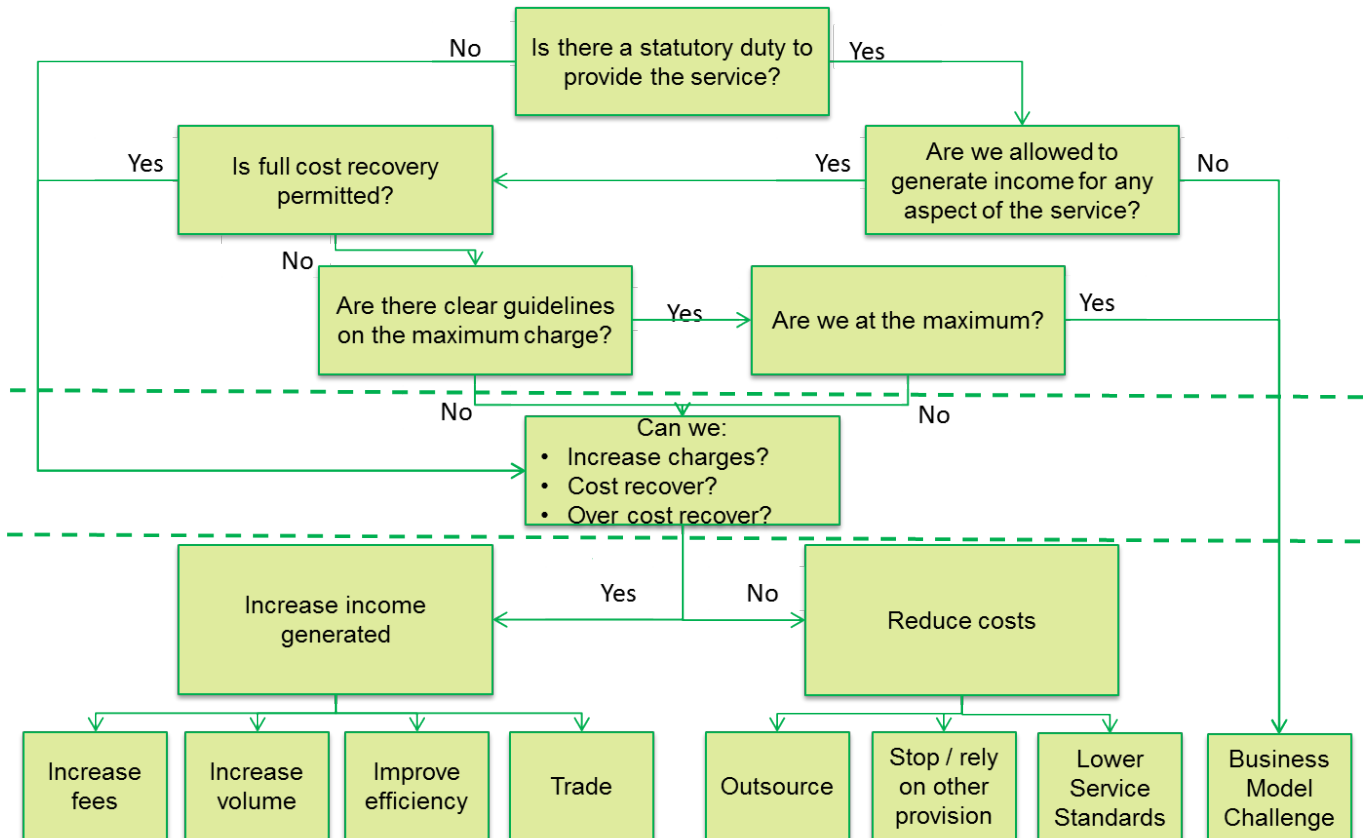 No
Is there a statutory duty to
provide the service?
Yes
Yes
Is full cost recovery
permitted?
Yes
Are we allowed to
generate income for any
aspect of the service?
No
No
Are there clear guidelines
on the maximum charge?
Yes
Are we at the maximum?
Yes
No
No
Can we:
• Increase charges?
• Cost recover?
• Over cost recover?
Increase income
generated
Yes
No
Reduce costs
Increase
fees
Increase
volume
Improve
efficiency
Trade
Outsource
Stop / rely
on other
provision
Lower
Service
Standards
Business
Model
Challenge